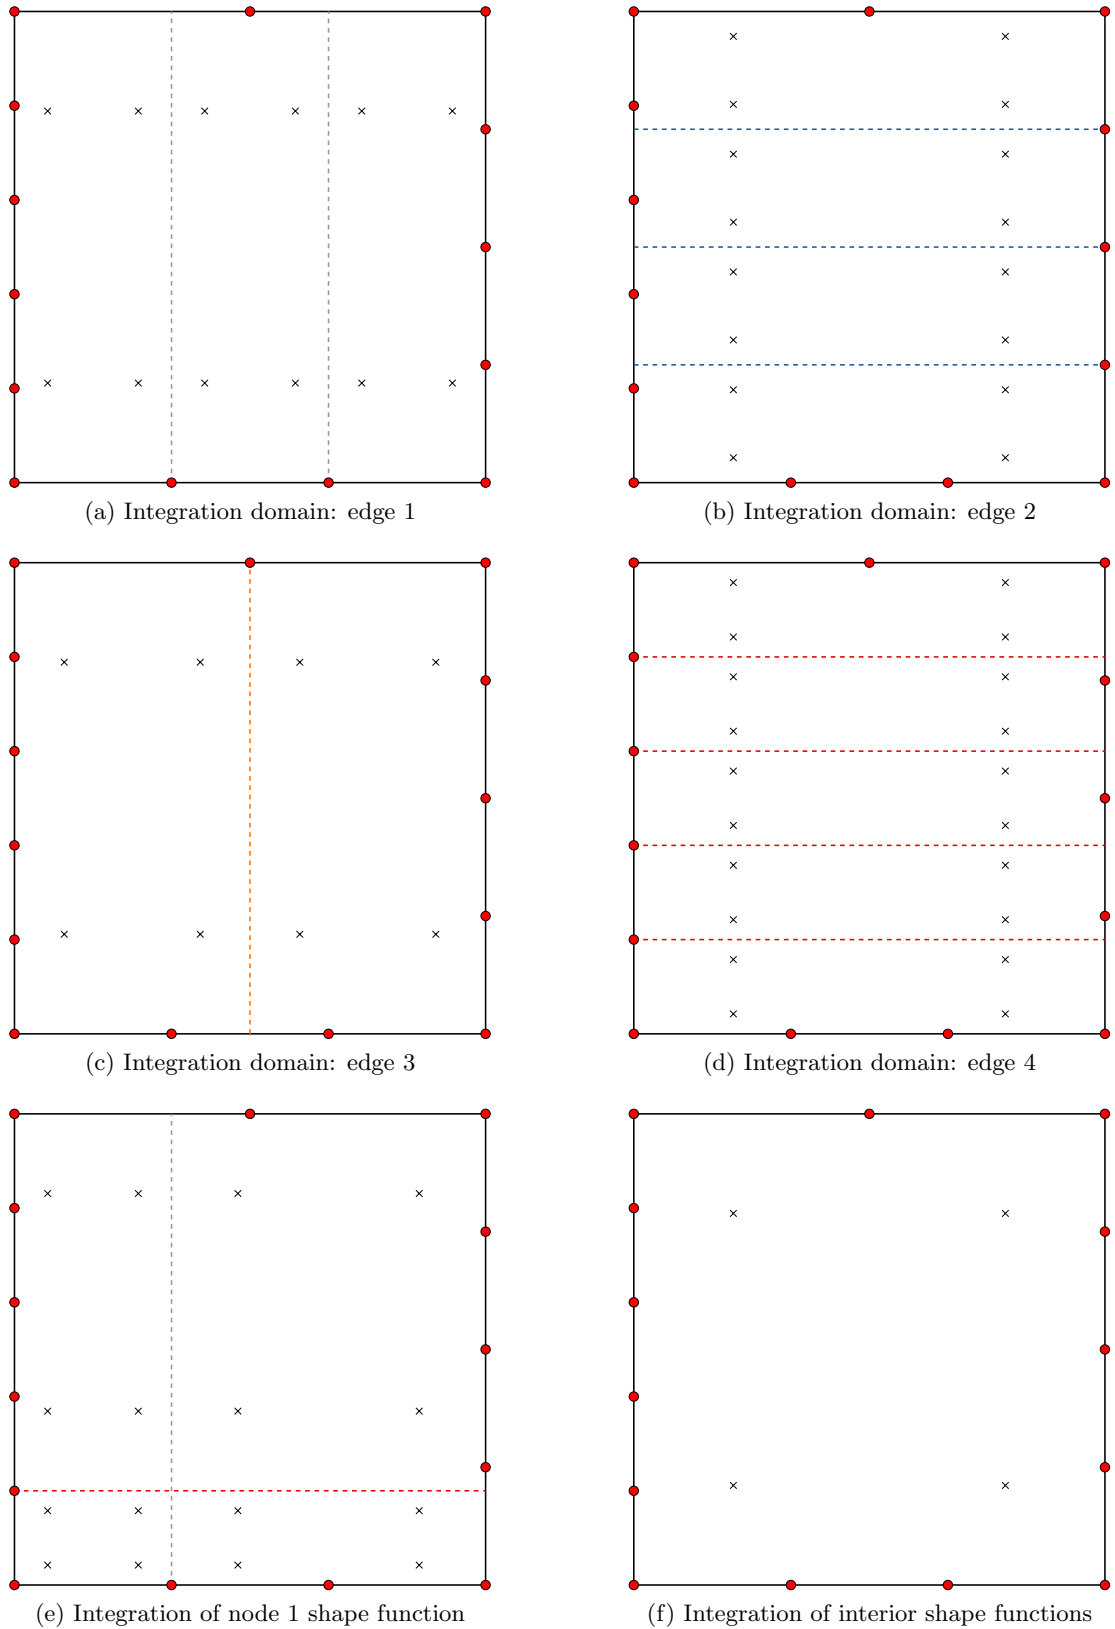 (a) Integration domain: edge 1
(b) Integration domain: edge 2
(c) Integration domain: edge 3
(d) Integration domain: edge 4
(e) Integration of node 1 shape function
(f) Integration of interior shape functions